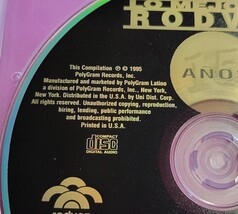 LO MEJO
RODV
AÑOS
This Compilation ℗ © 1995
PolyGram Records, Inc.
Manufactured and marketed by PolyGram Latino
a division of PolyGram Records, Inc., New York,
New York. Distributed in the U.S.A. by Uni Dist. Corp.
All rights reserved. Unauthorized copying, reproduction,
hiring, lending, public performance
and broadcasting prohibited.
Printed in U.S.A.
COMPACT
disc
DIGITAL AUDIO